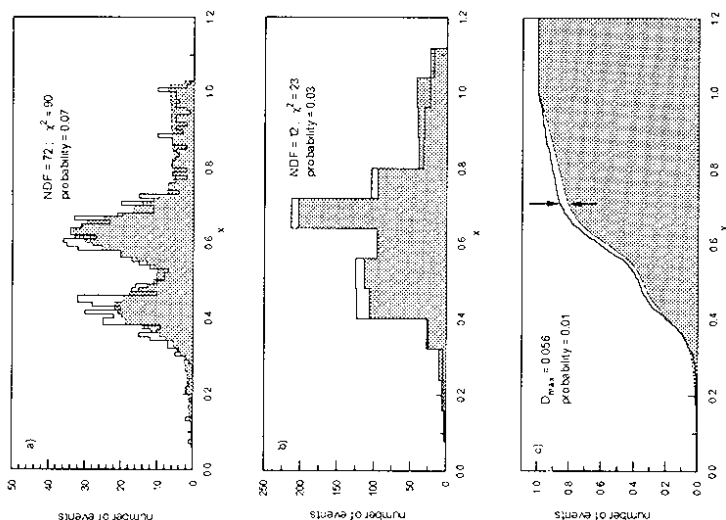 a)
NDF = 72 ; χ² = 90
probability = 0.07
number of events
50
40
30
20
10
0
0.0
0.2
0.4
0.6
0.8
1.0
1.2
x
b)
NDF = 12 ; χ² = 23
probability = 0.03
number of events
250
200
150
100
50
0
0.0
0.2
0.4
0.6
0.8
1.0
1.2
x
c)
D max = 0.056
probability = 0.01
number of events
1.0
0.8
0.6
0.4
0.2
0.0
0.0
0.2
0.4
0.6
0.8
1.0
1.2
x